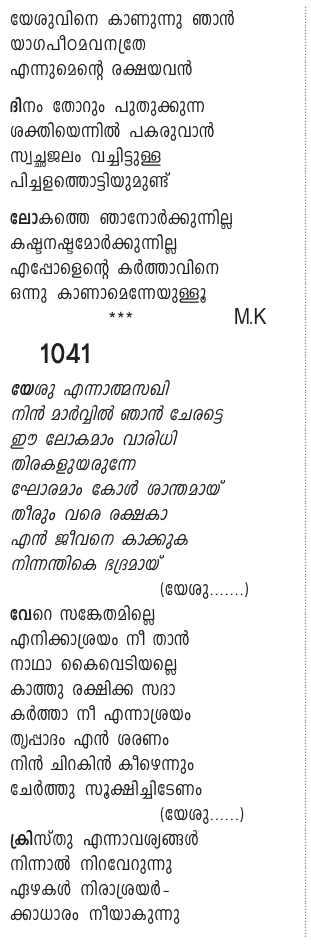 യേശുവിനെ കാണുന്നു ഞാൻ
യാഗപീഠമവനത്രേ
എന്നുമെന്റെ രക്ഷയവൻ
ദിനം തോറും പുതുക്കുന്ന
ശക്തിയെന്നിൽ പകരുവാൻ
സ്വച്ഛജലം വച്ചിട്ടുള്ള
പിച്ചളത്തൊട്ടിയുമുണ്ട്
ലോകത്തെ ഞാനോർക്കുന്നില്ല
കഷ്ടനഷ്ടമോർക്കുന്നില്ല
എപ്പോളെന്റെ കർത്താവിനെ
ഒന്നു കാണാമെന്നേയുള്ളൂ
*** M.K
1041
യേശു എന്നാത്മസഖി
നിൻ മാർവ്വിൽ ഞാൻ ചേരട്ടെ
ഈ ലോകമാം വാരിധി
തിരകളുയരുന്നേ
ഘോരമാം കോൾ ശാന്തമായ്
തീരും വരെ രക്ഷകാ
എൻ ജീവനെ കാക്കുക
നിന്നന്തികെ ഭദ്രമായ്
(യേശു.......)
വേറെ സങ്കേതമില്ലെ
എനിക്കാശ്രയം നീ താൻ
നാഥാ കൈവെടിയല്ലെ
കാത്തു രക്ഷിക്ക സദാ
കർത്താ നീ എന്നാശ്രയം
തൃപ്പാദം എൻ ശരണം
നിൻ ചിറകിൻ കീഴെന്നും
ചേർത്തു സൂക്ഷിച്ചിടേണം
(യേശു......)
ക്രിസ്തു എന്നാവശ്യങ്ങൾ
നിന്നാൽ നിറവേറുന്നു
ഏഴകൾ നിരാശ്രയർ-
ക്കാധാരം നീയാകുന്നു